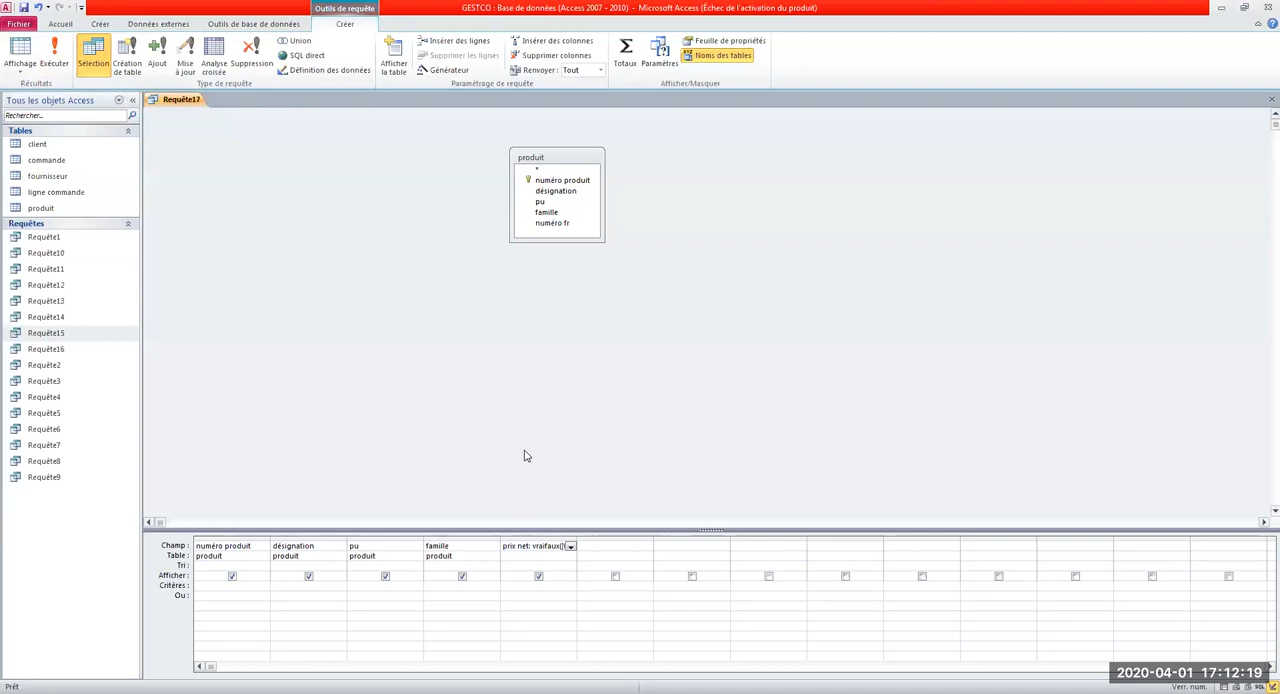 GESTCO : Base de données (Access 2007 - 2010) - Microsoft Access (Échec de l'activation du produit)
Outils de requête
Fichier Accueil Créer Données externes Outils de base de données Créer
Affichage Exécuter
Résultats
Sélection Création de table Ajout Mise à jour Analyse croisée Suppression
Union
SQL direct
Définition des données
Type de requête
Afficher la table
Insérer des lignes
Supprimer les lignes
Générateur
Insérer des colonnes
Supprimer colonnes
Renvoyer : Tout
Paramétrage de requête
Totaux Paramètres
Feuille de propriétés
Noms des tables
Afficher/Masquer
Tous les objets Access
Rechercher...
Tables
client
commande
fournisseur
ligne commande
produit
Requêtes
Requête1
Requête10
Requête11
Requête12
Requête13
Requête14
Requête15
Requête16
Requête2
Requête3
Requête4
Requête5
Requête6
Requête7
Requête8
Requête9
Requête17
produit
*
numéro produit
désignation
pu
famille
numéro fr
Champ : numéro produit désignation pu famille prix net: vraifaux([
Table : produit produit produit produit
Tri :
Afficher :
Critères :
Ou :
2020-04-01 17:12:19
Prêt
Verr. num.
SQL